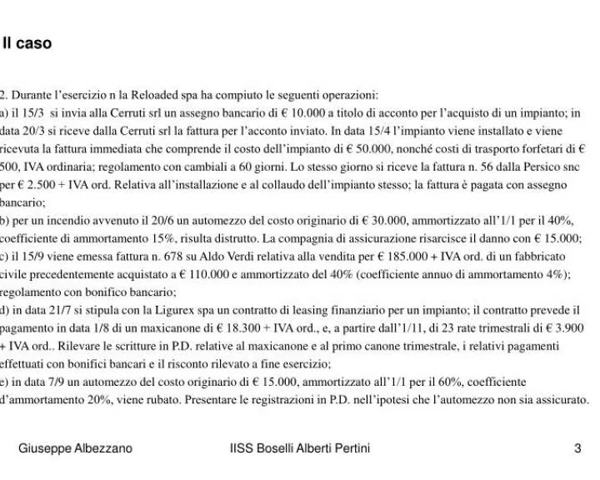 Il caso
2. Durante l'esercizio n la Reloaded spa ha compiuto le seguenti operazioni:
a) il 15/3 si invia alla Cerruti srl un assegno bancario di € 10.000 a titolo di acconto per l'acquisto di un impianto; in
data 20/3 si riceve dalla Cerruti srl la fattura per l'acconto inviato. In data 15/4 l'impianto viene installato e viene
ricevuta la fattura immediata che comprende il costo dell'impianto di € 50.000, nonché costi di trasporto forfetari di €
500, IVA ordinaria; regolamento con cambiali a 60 giorni. Lo stesso giorno si riceve la fattura n. 56 dalla Persico snc
per € 2.500 + IVA ord. Relativa all'installazione e al collaudo dell'impianto stesso; la fattura è pagata con assegno
bancario;
b) per un incendio avvenuto il 20/6 un automezzo del costo originario di € 30.000, ammortizzato all'1/1 per il 40%,
coefficiente di ammortamento 15%, risulta distrutto. La compagnia di assicurazione risarcisce il danno con € 15.000;
c) il 15/9 viene emessa fattura n. 678 su Aldo Verdi relativa alla vendita per € 185.000 + IVA ord. di un fabbricato
civile precedentemente acquistato a € 110.000 e ammortizzato del 40% (coefficiente annuo di ammortamento 4%);
regolamento con bonifico bancario;
d) in data 21/7 si stipula con la Ligurex spa un contratto di leasing finanziario per un impianto; il contratto prevede il
pagamento in data 1/8 di un maxicanone di € 18.300 + IVA ord., e, a partire dall'1/11, di 23 rate trimestrali di € 3.900
+ IVA ord.. Rilevare le scritture in P.D. relative al maxicanone e al primo canone trimestrale, i relativi pagamenti
effettuati con bonifici bancari e il risconto rilevato a fine esercizio;
e) in data 7/9 un automezzo del costo originario di € 15.000, ammortizzato all'1/1 per il 60%, coefficiente
d'ammortamento 20%, viene rubato. Presentare le registrazioni in P.D. nell'ipotesi che l'automezzo non sia assicurato.
Giuseppe Albezzano IISS Boselli Alberti Pertini 3